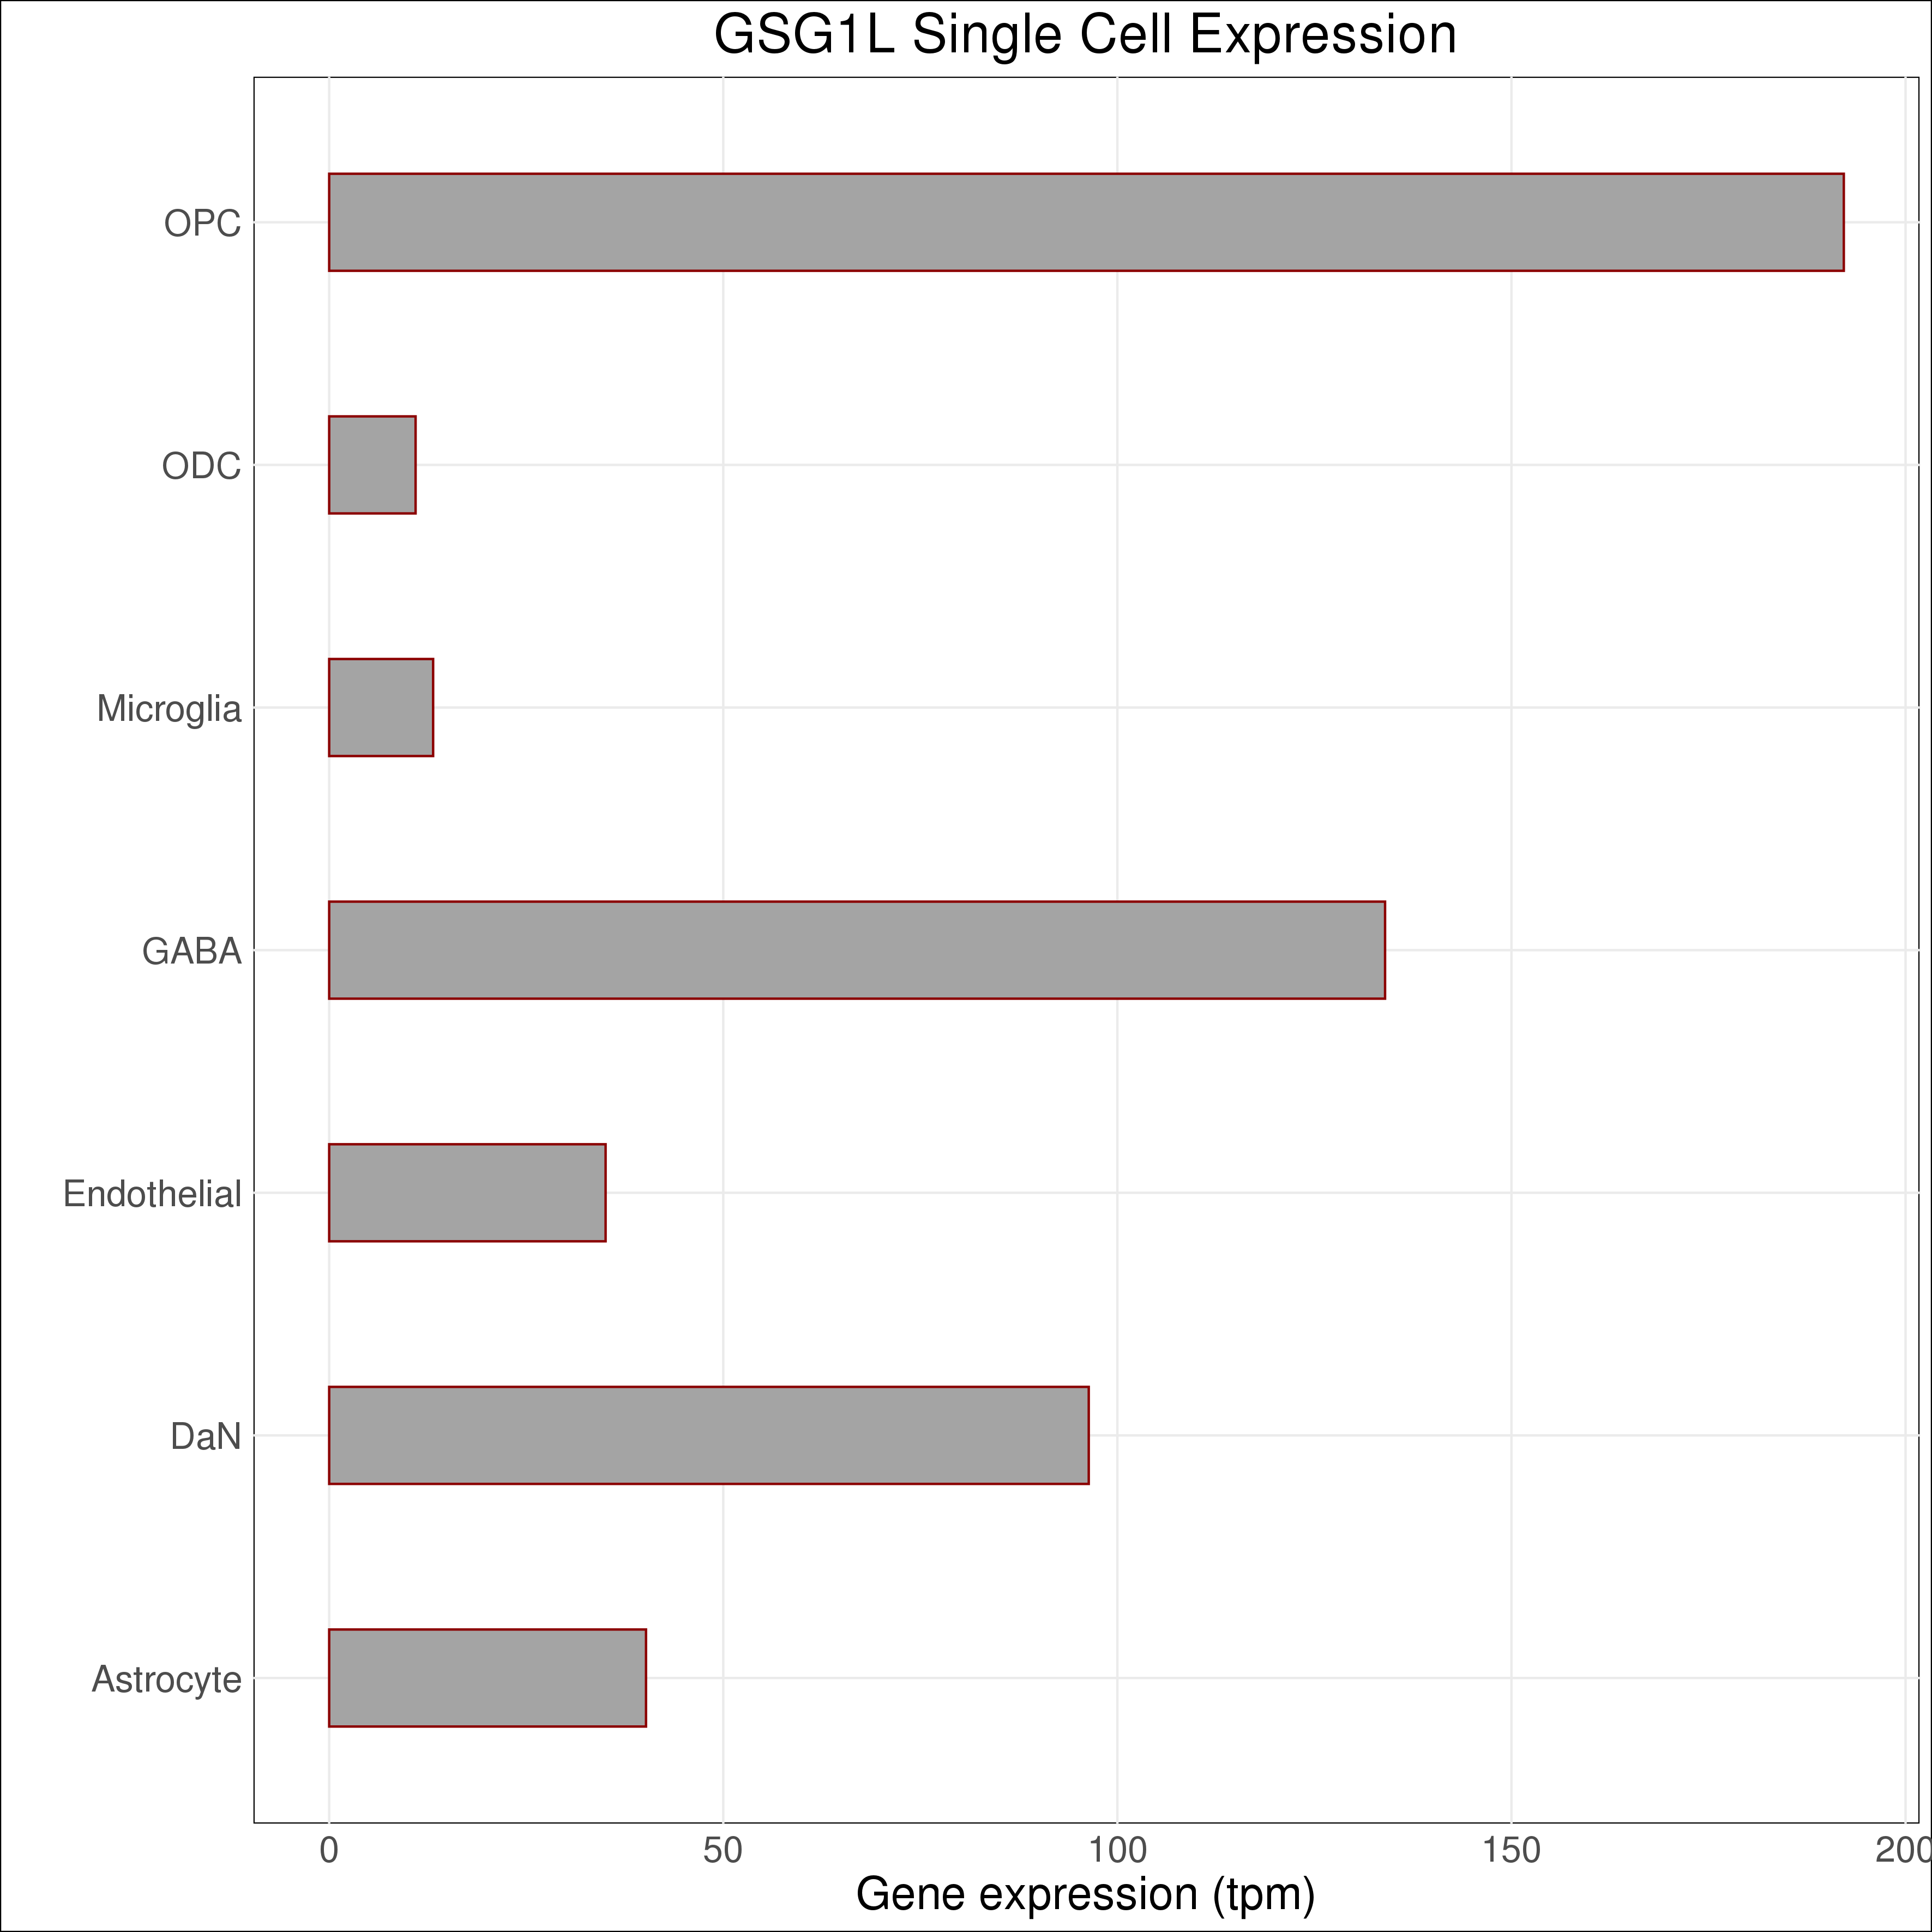 GSG1L Single Cell Expression
OPC
ODC
Microglia
GABA
Endothelial
DaN
Astrocyte
0 50 100 150 200
Gene expression (tpm)